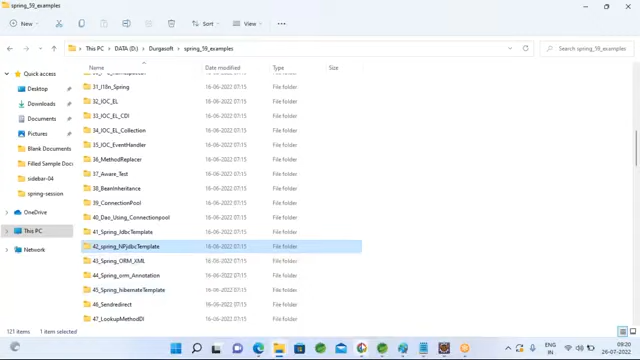 spring_59_examples
New
Sort
View
This PC > DATA (D:) > Durgasoft > spring_59_examples
Search spring_59_examples
Name Date modified Type Size
Quick access
Desktop
Downloads
Documents
Pictures
Blank Documents
Filled Sample Doc:
sidebar-04
spring-session
OneDrive
This PC
Network
31_I18n_Spring 16-06-2022 07:15 File folder
32_IOC_EL 16-06-2022 07:15 File folder
33_IOC_EL_CDI 16-06-2022 07:15 File folder
34_IOC_EL_Collection 16-06-2022 07:15 File folder
35_IOC_EventHandler 16-06-2022 07:15 File folder
36_MethodReplacer 16-06-2022 07:15 File folder
37_Aware_Test 16-06-2022 07:15 File folder
38_BeanInheritance 16-06-2022 07:15 File folder
39_ConnectionPool 16-06-2022 07:15 File folder
40_Dao_Using_Connectionpool 16-06-2022 07:15 File folder
41_Spring_JdbcTemplate 16-06-2022 07:15 File folder
42_spring_NPJdbcTemplate 16-06-2022 07:15 File folder
43_Spring_ORM_XML 16-06-2022 07:15 File folder
44_Spring_orm_Annotation 16-06-2022 07:15 File folder
45_Spring_hibernateTemplate 16-06-2022 07:15 File folder
46_Sendredirect 16-06-2022 07:15 File folder
47_LookupMethodDI 16-06-2022 07:15 File folder
121 items 1 item selected
ENG
IN
09:20
26-07-2022